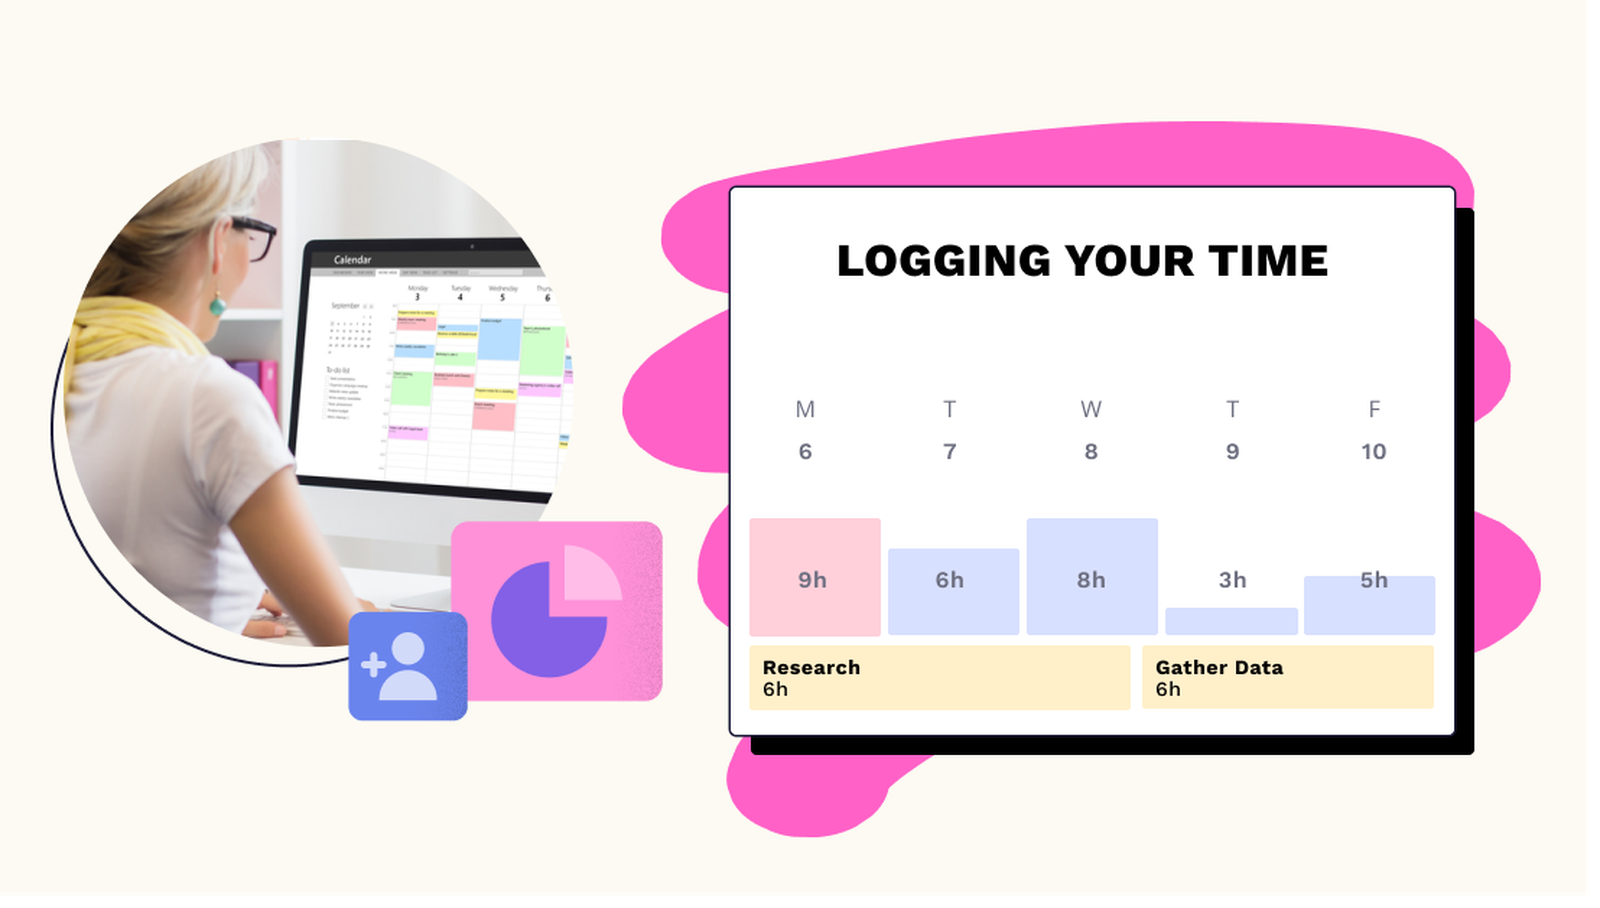 LOGGING YOUR TIME
M T W T F
6 7 8 9 10
9h 6h 8h 3h 5h
Research
6h
Gather Data
6h
Calendar
Monday Tuesday Wednesday
3 4 5 6
September
To-do list